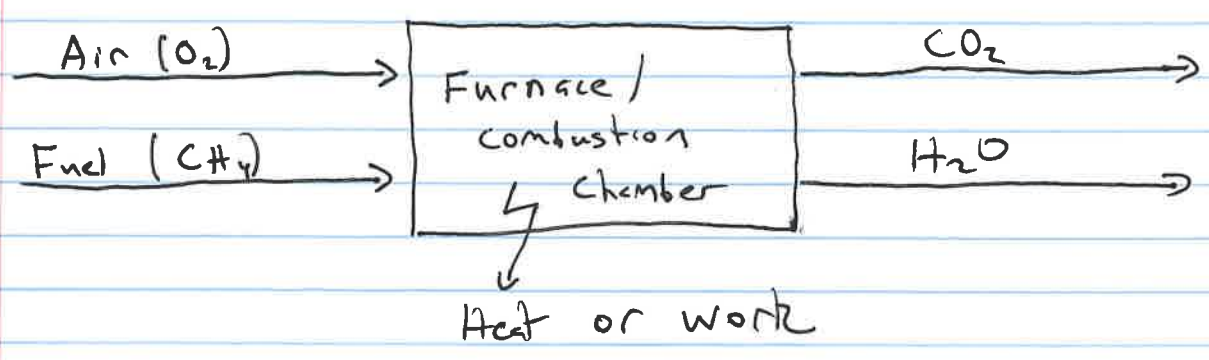 Air (O₂)
Fuel (CH₄)
Furnace/
combustion
Chamber
CO₂
H₂O
Heat or work